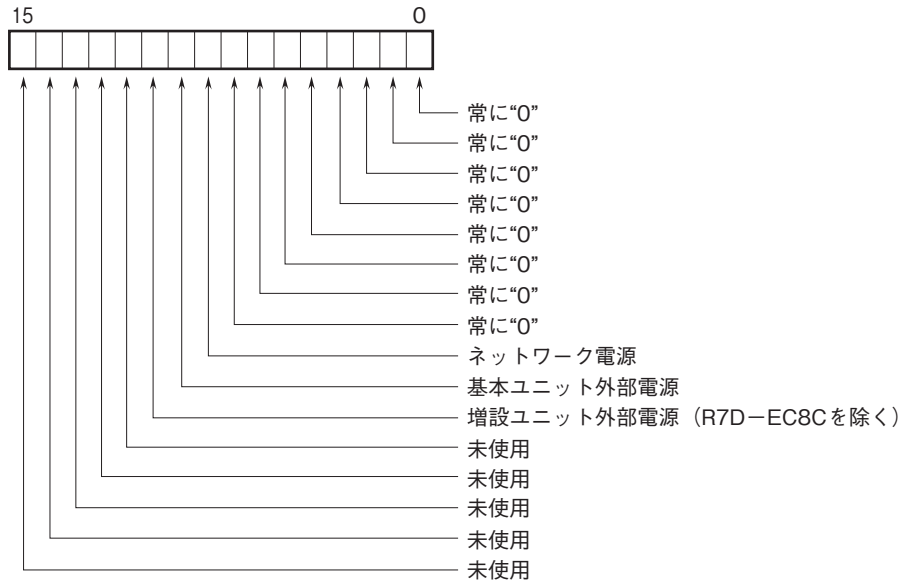 15 0
常に“0”
常に“0”
常に“0”
常に“0”
常に“0”
常に“0”
常に“0”
常に“0”
ネットワーク電源
基本ユニット外部電源
増設ユニット外部電源（R7D－EC8Cを除く）
未使用
未使用
未使用
未使用
未使用